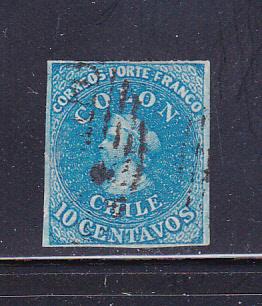 CORREOS PORTE FRANCO
COLON
CHILE
10 CENTAVOS